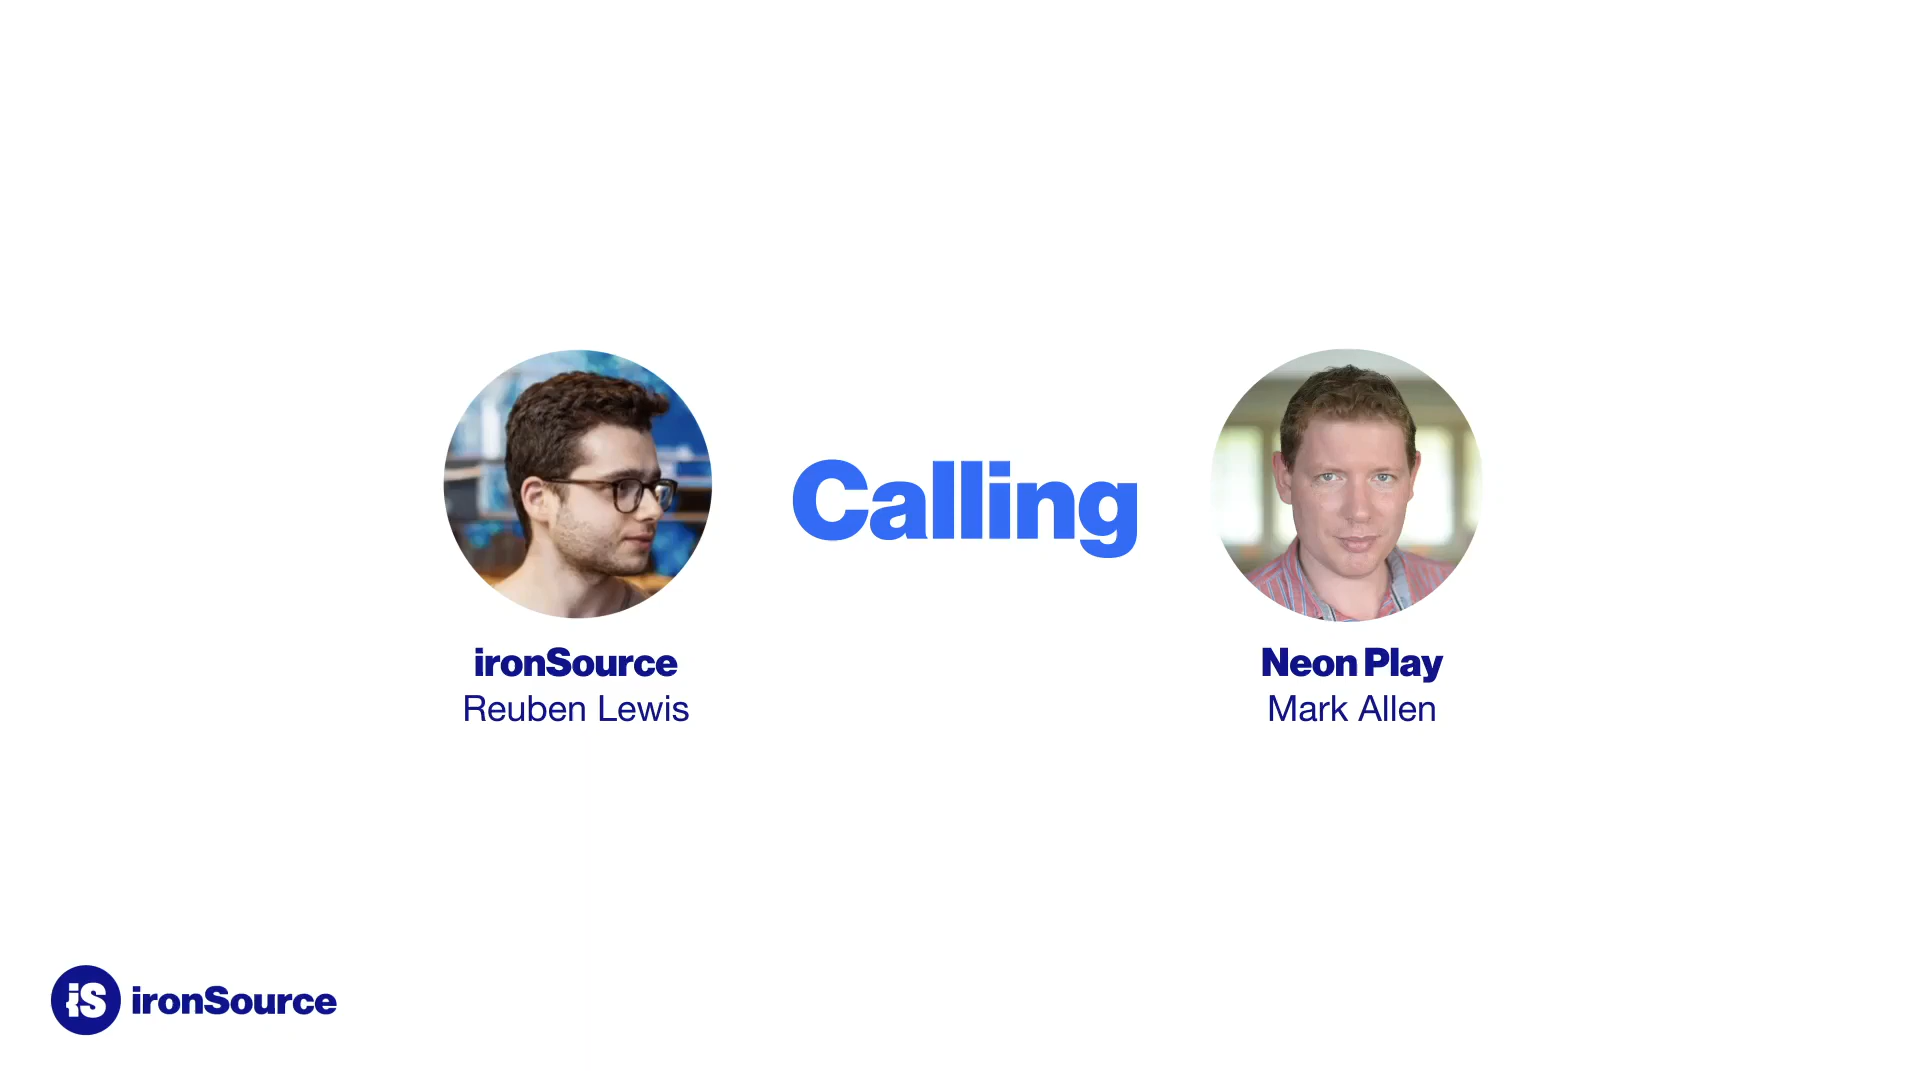 Calling
ironSource
Reuben Lewis
Neon Play
Mark Allen
iS ironSource